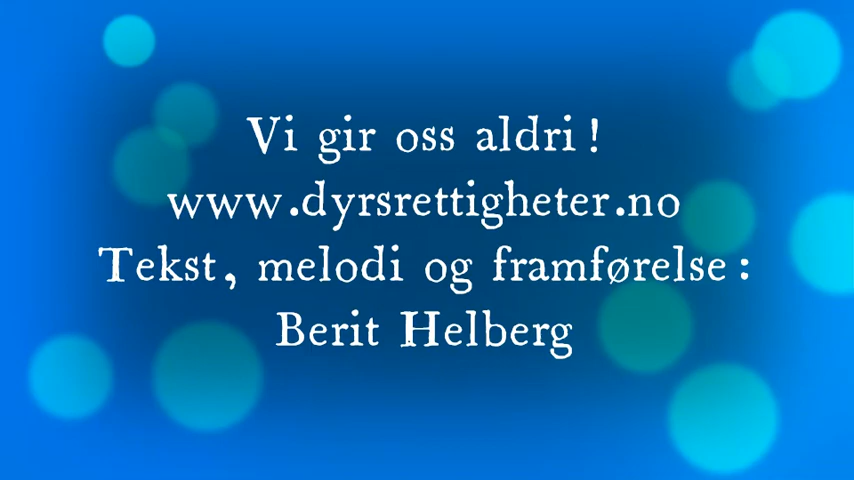 Vi gir oss aldri!
www.dyrsrettigheter.no
Tekst, melodi og framførelse:
Berit Helberg